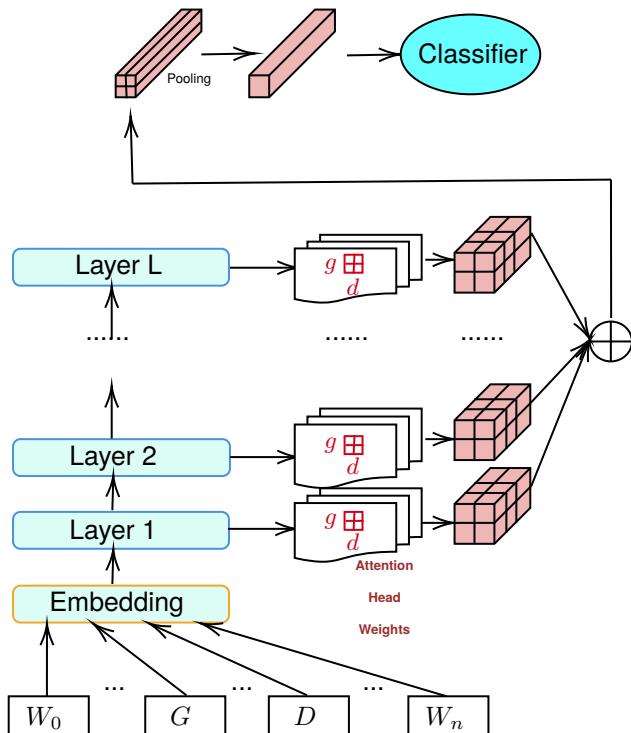 Classifier
Pooling
Layer L
g
d
...... ...... ......
Layer 2
g
d
Layer 1
g
d
Attention
Head
Weights
Embedding
... ... ...
W0 G D Wn